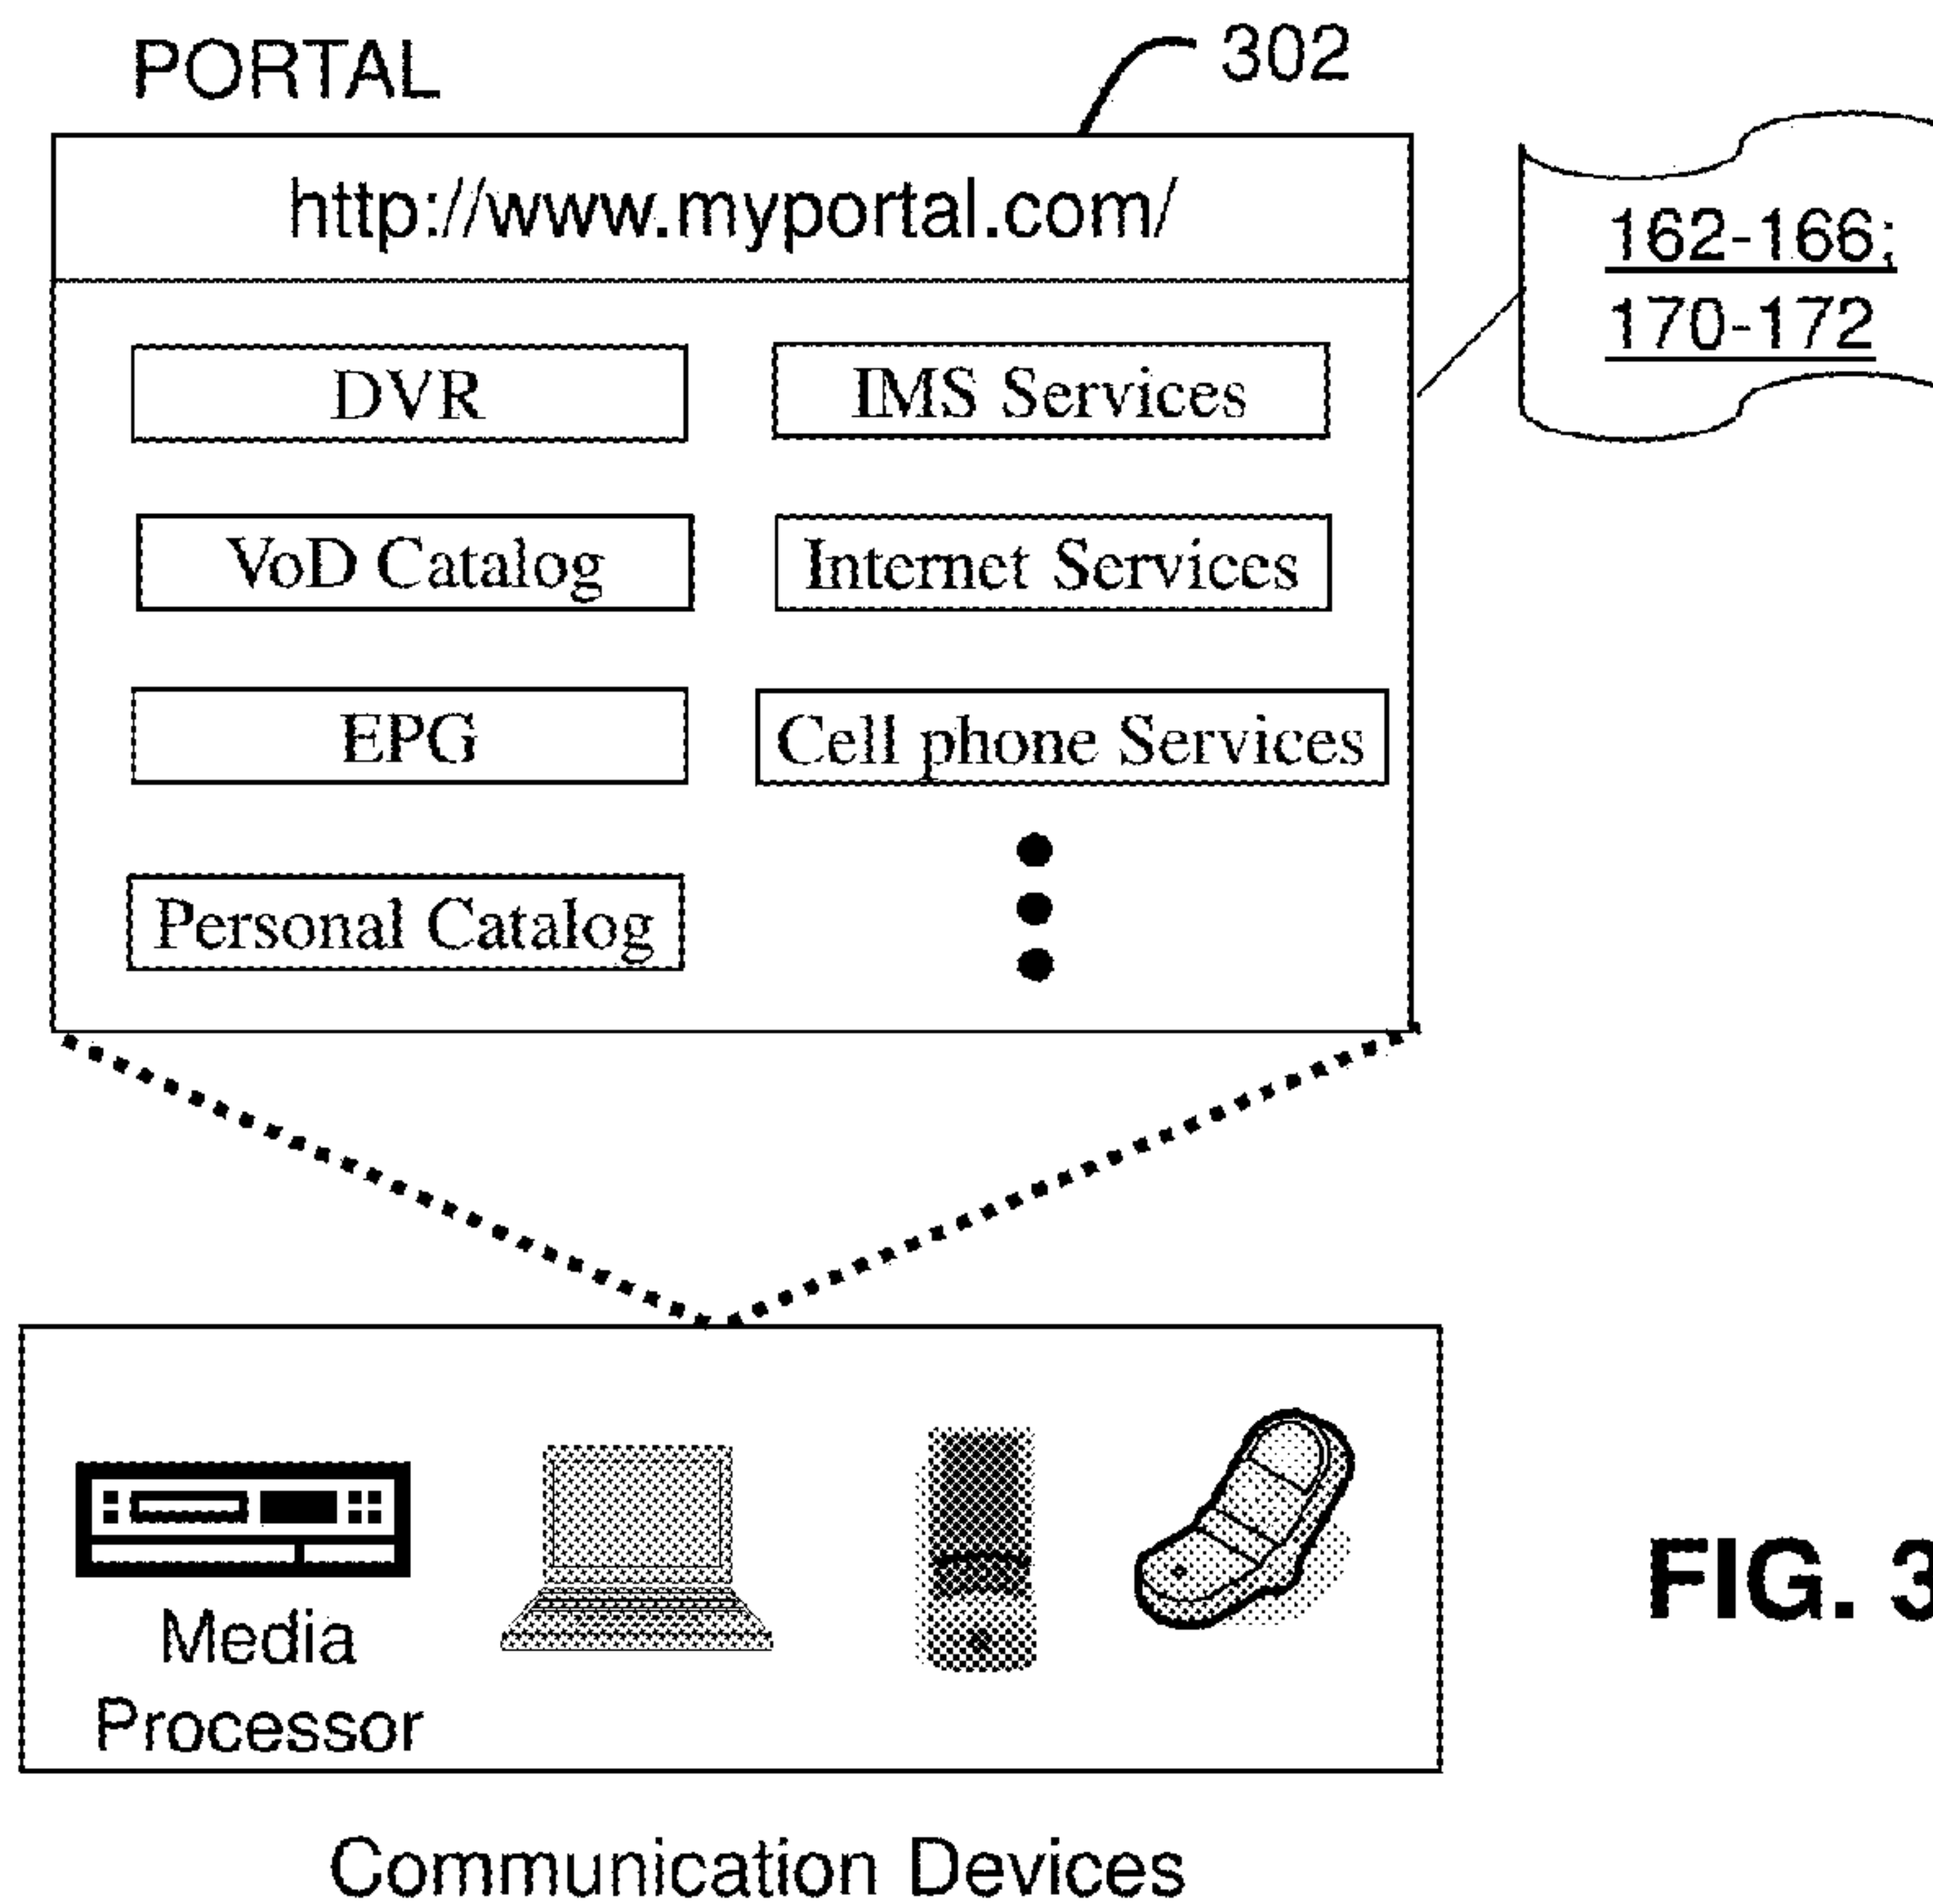 PORTAL
302
http://www.myportal.com/
162-166;
170-172
DVR
IMS Services
VoD Catalog
Internet Services
EPG
Cell phone Services
Personal Catalog
Media
Processor
FIG. 3
Communication Devices